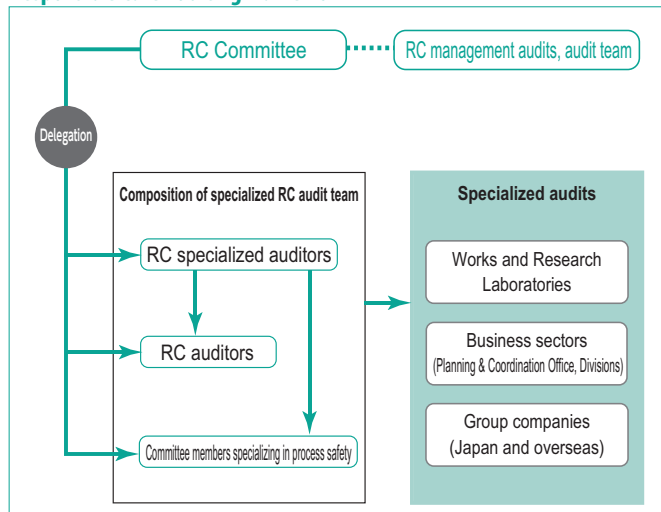 RC Committee
RC management audits, audit team
Delegation
Composition of specialized RC audit team
RC specialized auditors
RC auditors
Committee members specializing in process safety
Specialized audits
Works and Research
Laboratories
Business sectors
(Planning & Coordination Office, Divisions)
Group companies
(Japan and overseas)